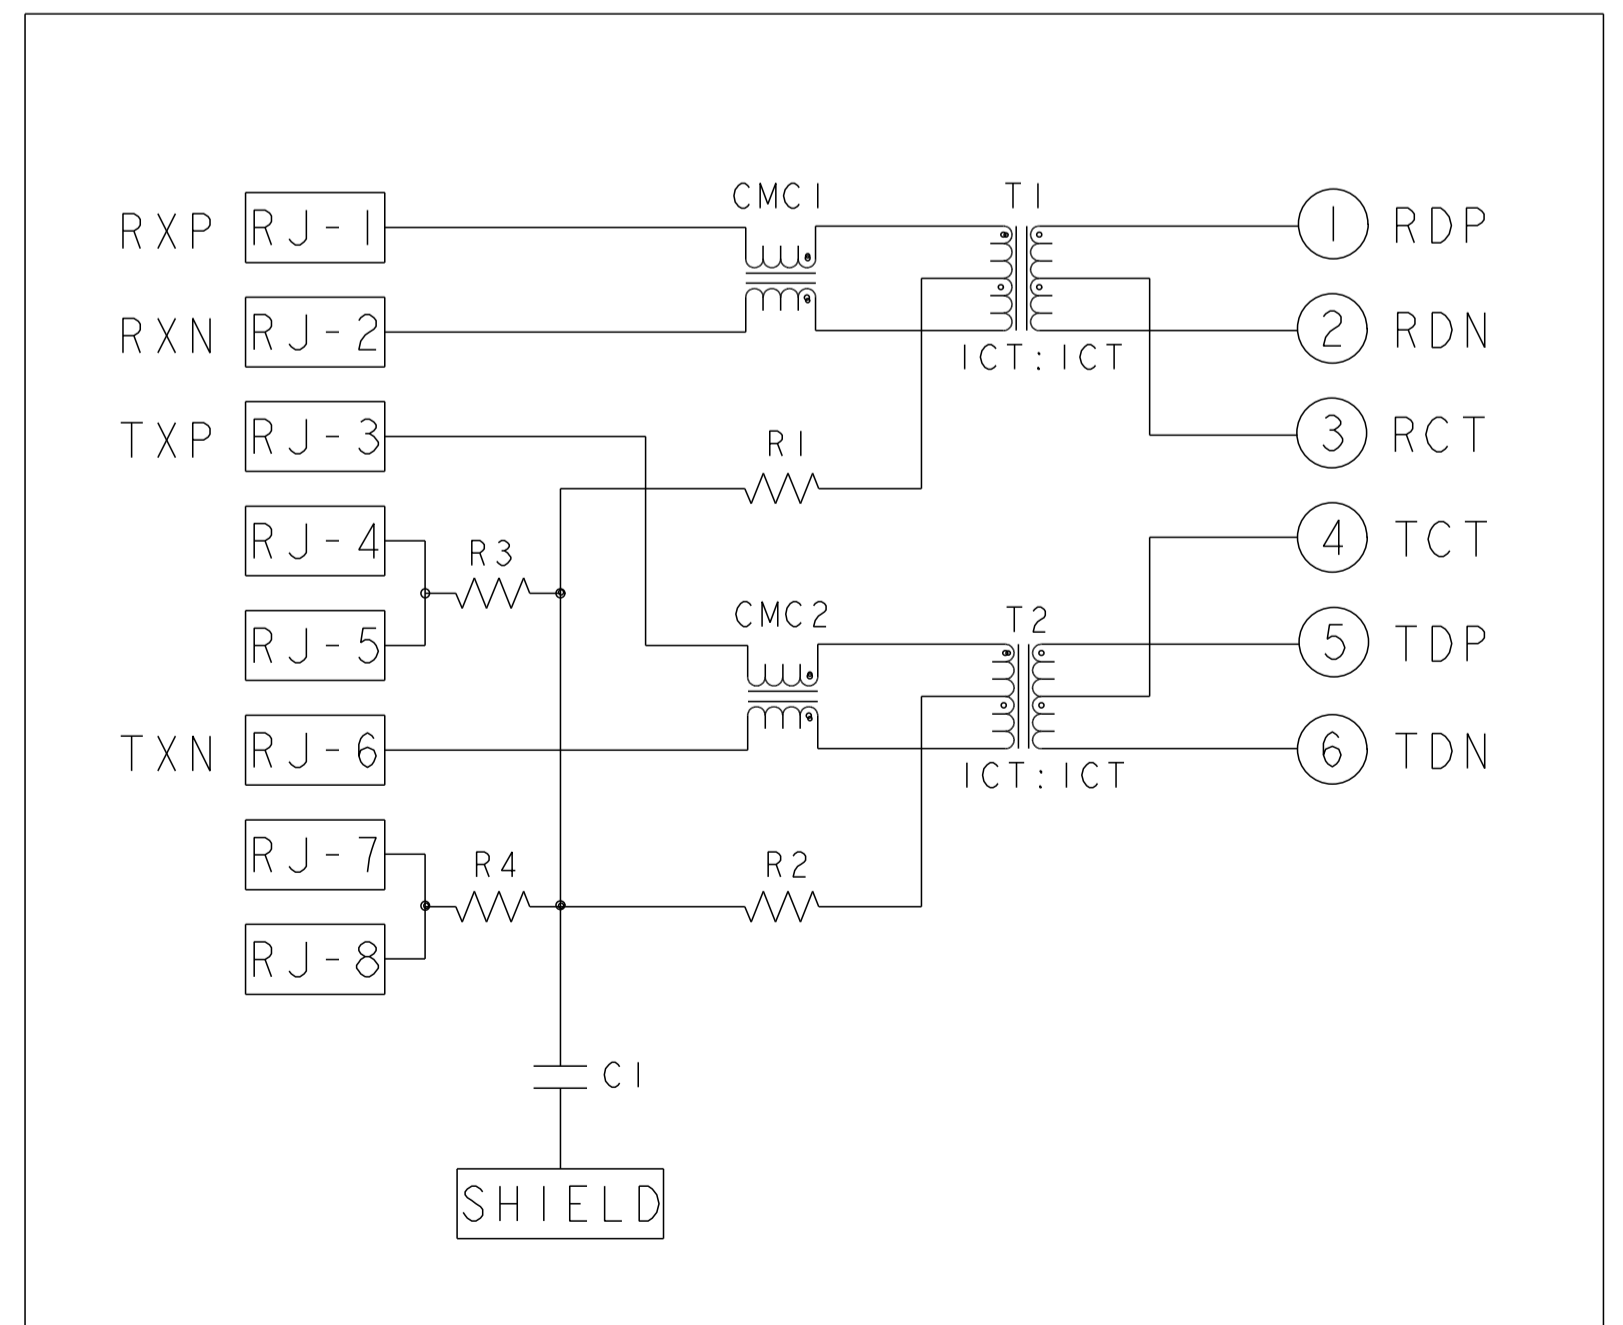 CMC1 T1
RXP RJ-1 1 RDP
RXN RJ-2 2 RDN
1CT:1CT
TXP RJ-3 R1 3 RCT
RJ-4 R3 4 TCT
CMC2 T2
RJ-5 5 TDP
TXN RJ-6 6 TDN
1CT:1CT
RJ-7 R4 R2
RJ-8
C1
SHIELD